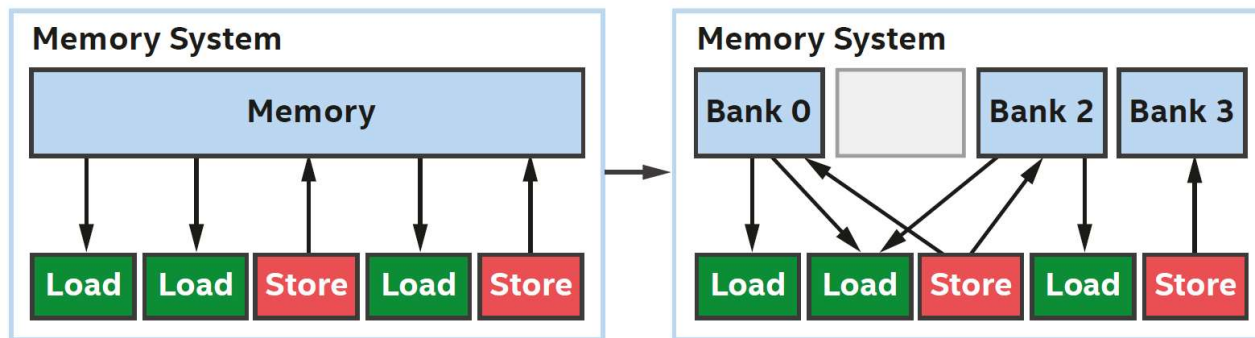 Memory System
Memory
Load Load Store Load Store
Memory System
Bank 0 Bank 2 Bank 3
Load Load Store Load Store